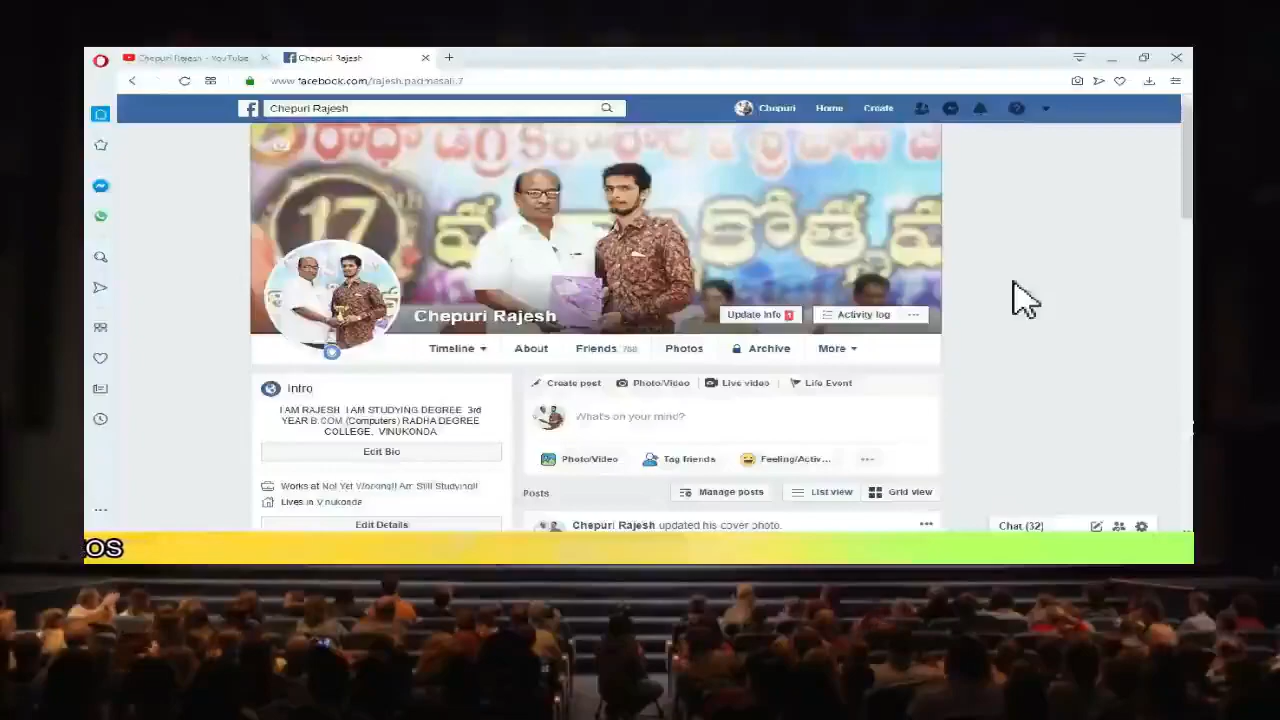 Chepuri Rajesh - YouTube
Chepuri Rajesh
www.facebook.com/rajesh.padmasali.7
Chepuri Rajesh
Chepuri
Home
Create
రాధా డిగ్రీ
17th
Chepuri Rajesh
Update Info 1
Activity log
Timeline
About
Friends 768
Photos
Archive
More
Intro
I AM RAJESH I AM STUDYING DEGREE 3rd
YEAR B.COM (Computers) RADHA DEGREE
COLLEGE, VINUKONDA
Edit Bio
Works at Not Yet Working!! Am Still Studying!!
Lives in Vinukonda
Edit Details
Create post
Photo/Video
Live video
Life Event
What's on your mind?
Photo/Video
Tag friends
Feeling/Activ...
Posts
Manage posts
List view
Grid view
Chepuri Rajesh updated his cover photo.
Chat (32)
OS